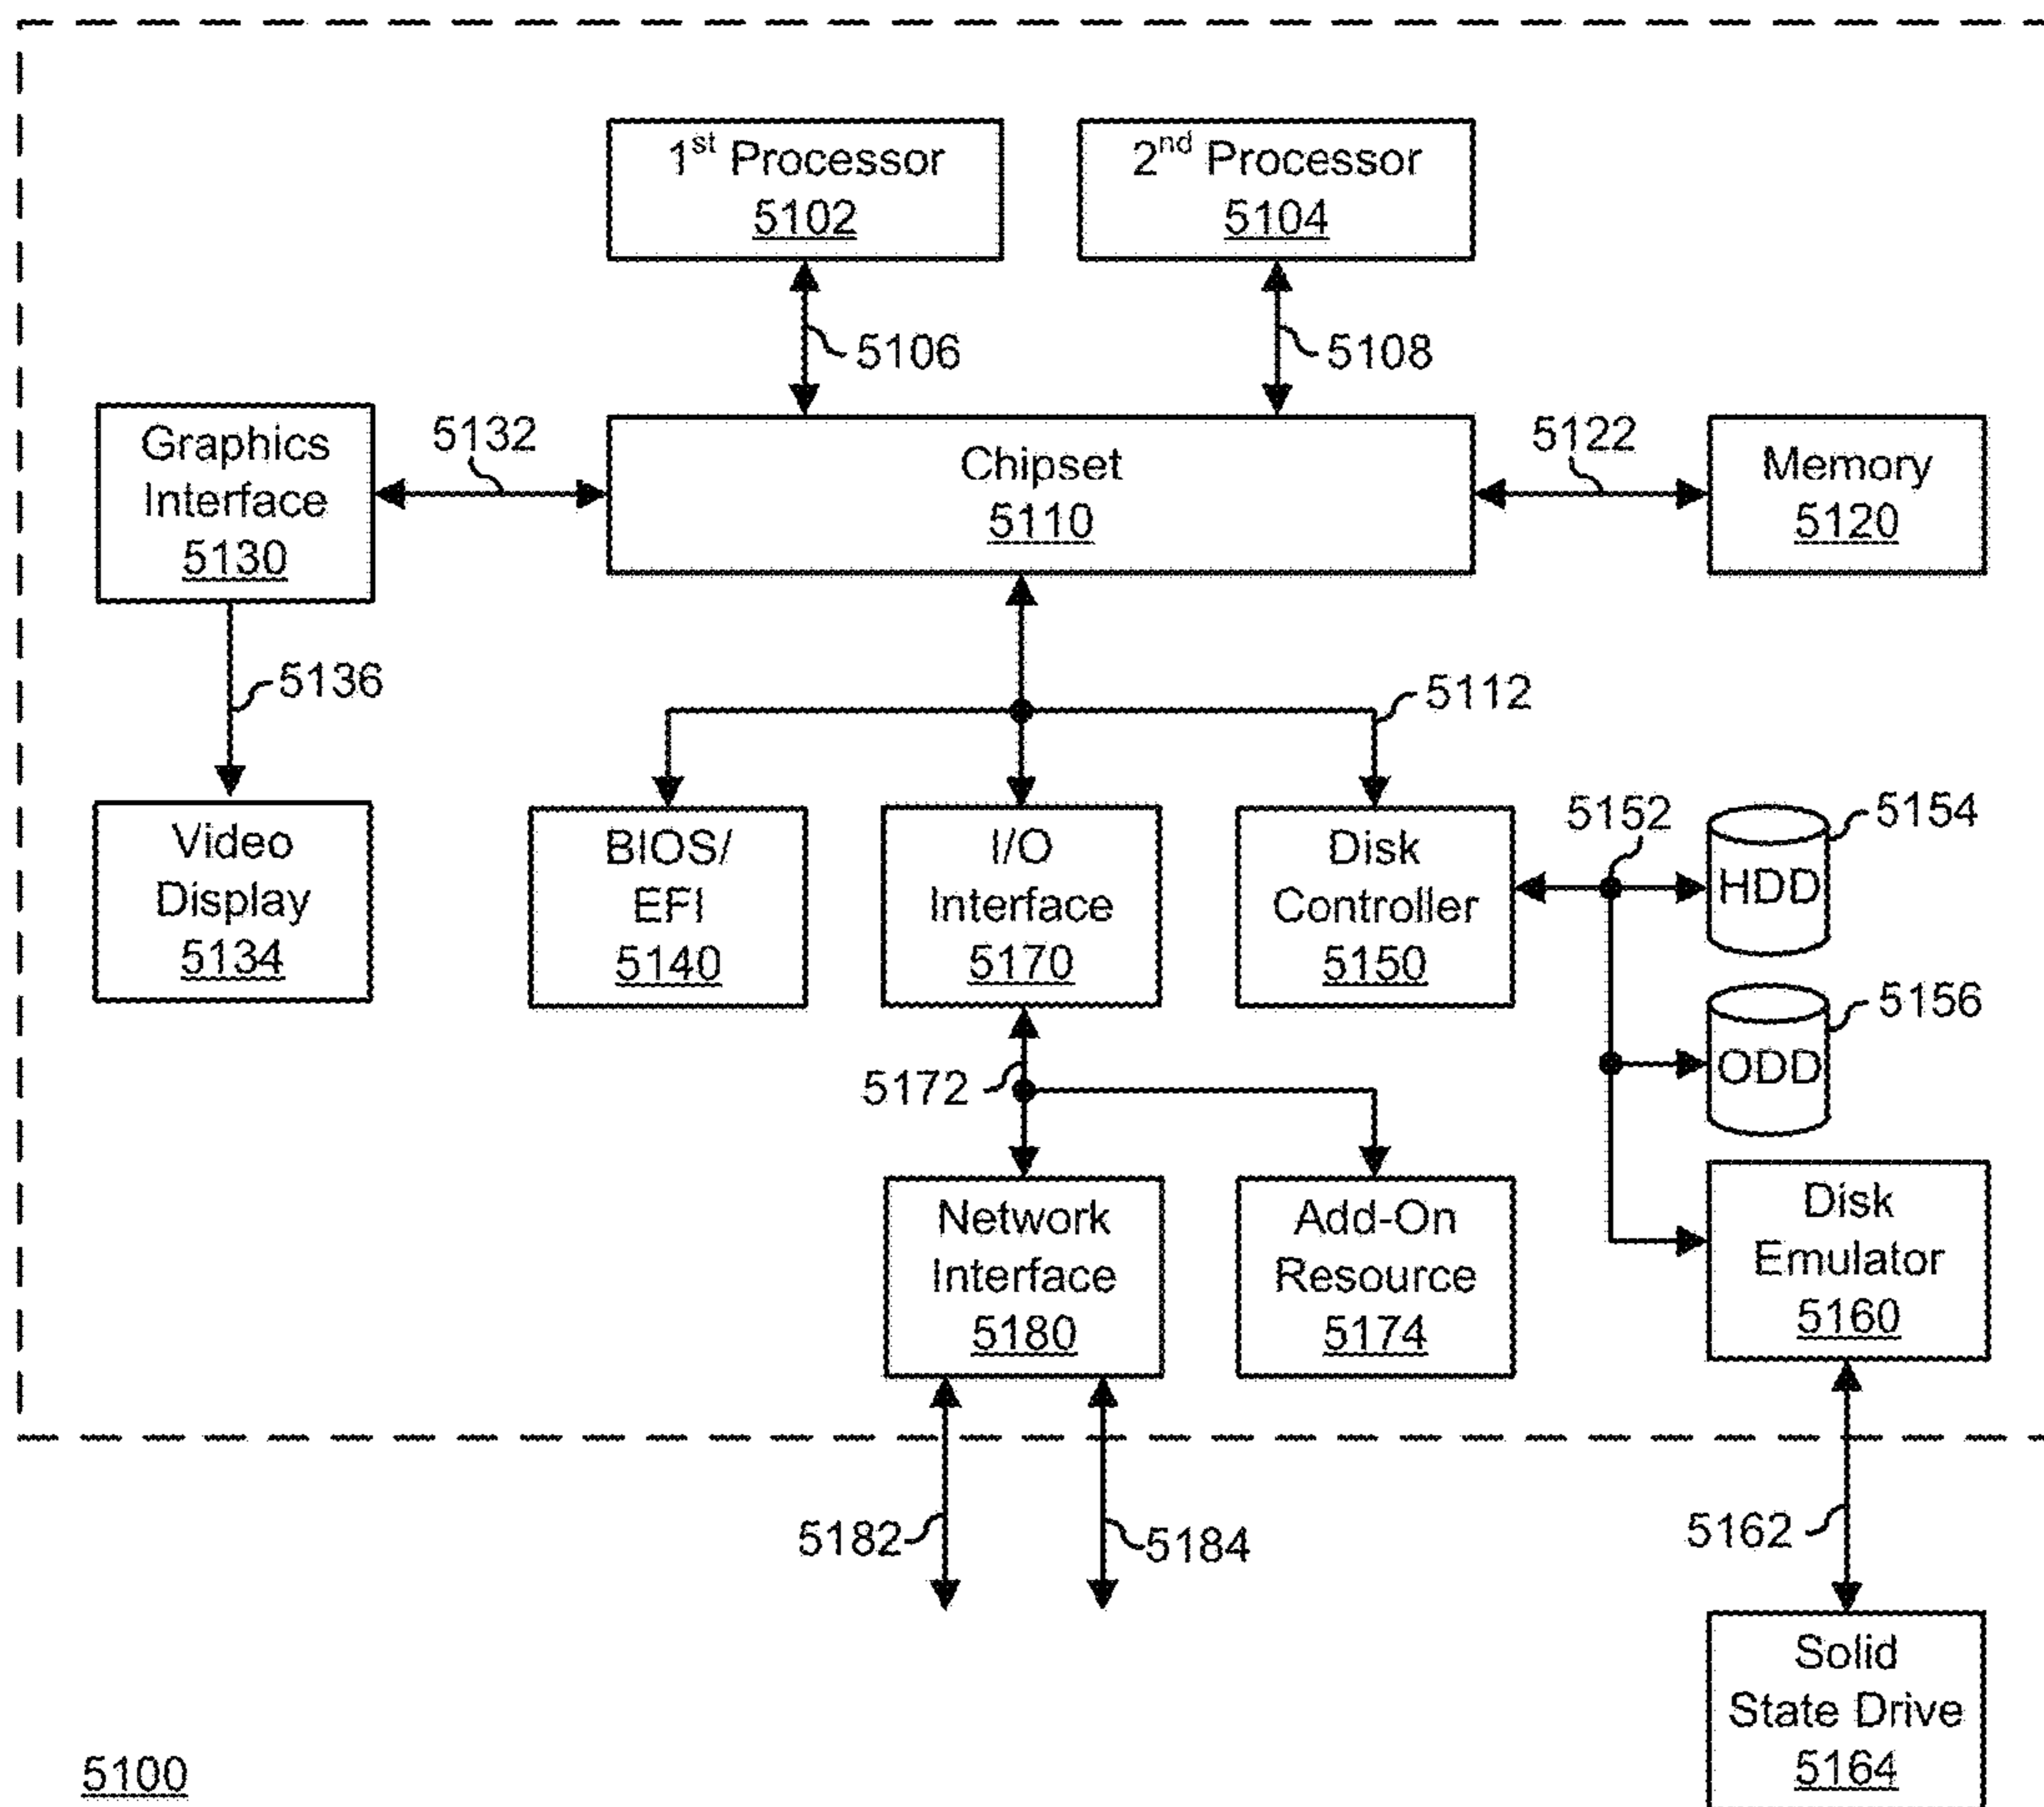 1st Processor
5102
2nd Processor
5104
5106
5108
Graphics
Interface
5130
5132
Chipset
5110
5122
Memory
5120
5136
5112
Video
Display
5134
BIOS/
EFI
5140
I/O
Interface
5170
Disk
Controller
5150
5152
5154
HDD
5156
ODD
5172
Network
Interface
5180
Add-On
Resource
5174
Disk
Emulator
5160
5182
5184
5162
Solid
State Drive
5164
5100